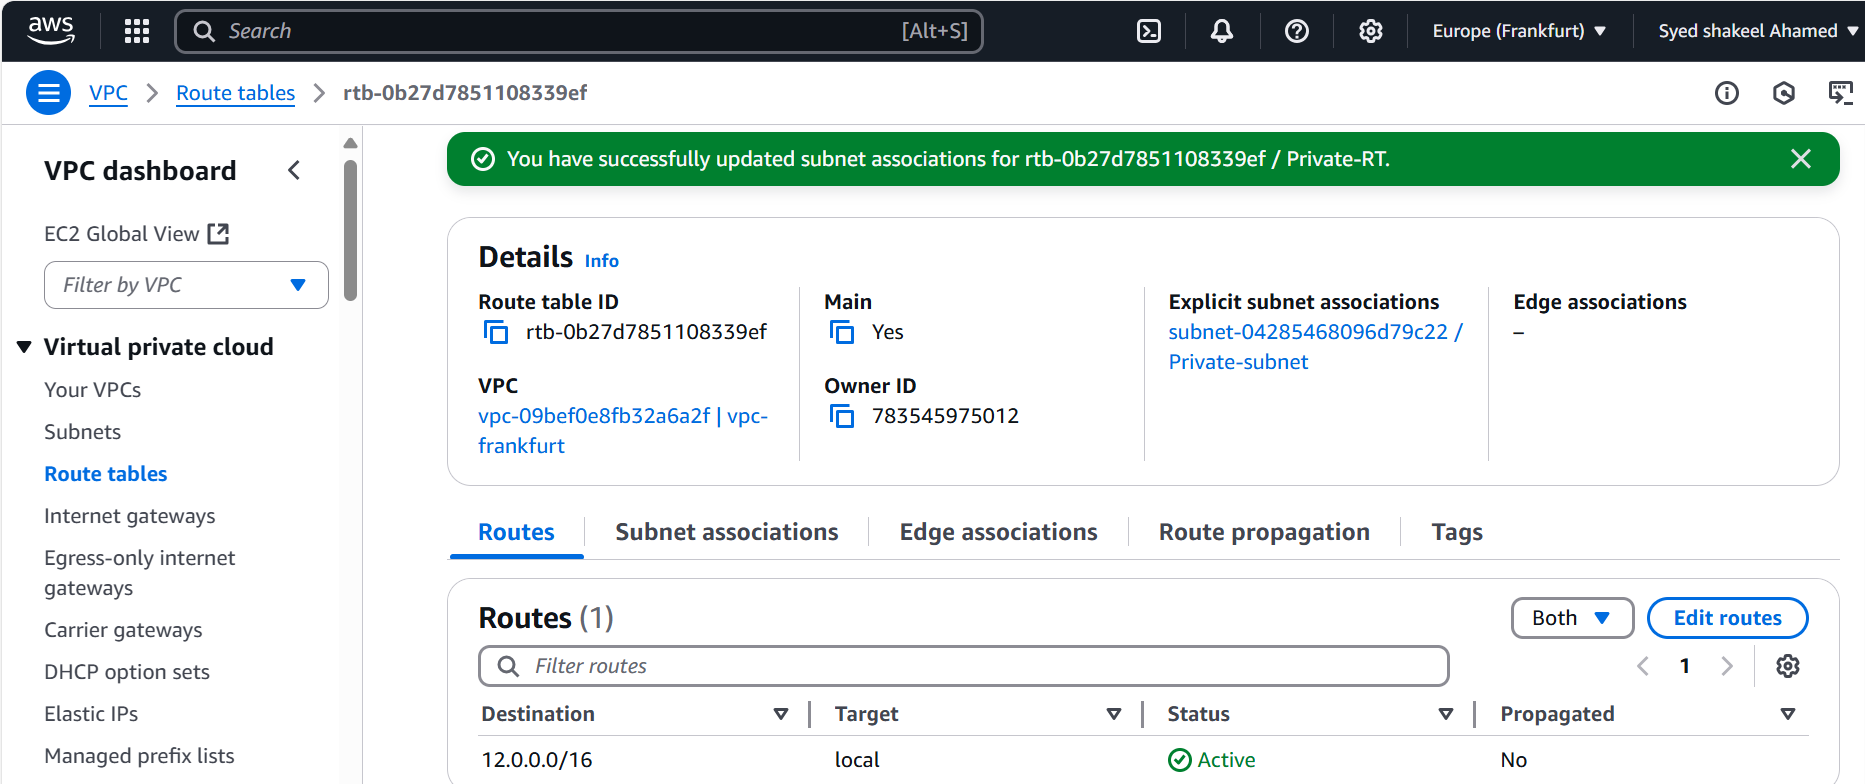 aws
Search [Alt+S]
Europe (Frankfurt)
Syed shakeel Ahamed
VPC
Route tables
rtb-0b27d7851108339ef
VPC dashboard
EC2 Global View
Filter by VPC
Virtual private cloud
Your VPCs
Subnets
Route tables
Internet gateways
Egress-only internet
gateways
Carrier gateways
DHCP option sets
Elastic IPs
Managed prefix lists
You have successfully updated subnet associations for rtb-0b27d7851108339ef / Private-RT.
Details Info
Route table ID
rtb-0b27d7851108339ef
Main
Yes
Explicit subnet associations
subnet-04285468096d79c22 /
Private-subnet
Edge associations
–
VPC
vpc-09bef0e8fb32a6a2f | vpc-
frankfurt
Owner ID
783545975012
Routes
Subnet associations
Edge associations
Route propagation
Tags
Routes (1)
Both
Edit routes
Filter routes
1
Destination Target Status Propagated
12.0.0.0/16 local Active No